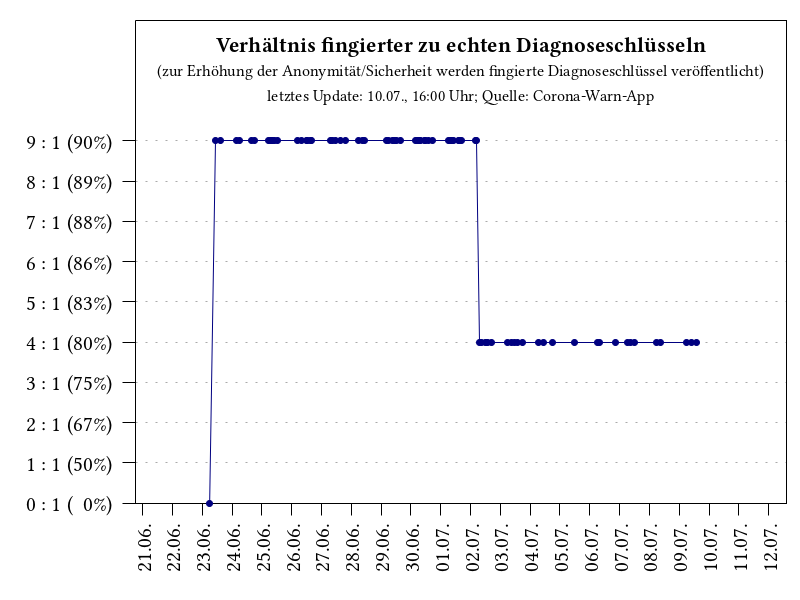 Verhältnis fingierter zu echten Diagnoseschlüsseln
(zur Erhöhung der Anonymität/Sicherheit werden fingierte Diagnoseschlüssel veröffentlicht)
letztes Update: 10.07., 16:00 Uhr; Quelle: Corona-Warn-App
9 : 1 (90%)
8 : 1 (89%)
7 : 1 (88%)
6 : 1 (86%)
5 : 1 (83%)
4 : 1 (80%)
3 : 1 (75%)
2 : 1 (67%)
1 : 1 (50%)
0 : 1 ( 0%)
21.06.
22.06.
23.06.
24.06.
25.06.
26.06.
27.06.
28.06.
29.06.
30.06.
01.07.
02.07.
03.07.
04.07.
05.07.
06.07.
07.07.
08.07.
09.07.
10.07.
11.07.
12.07.